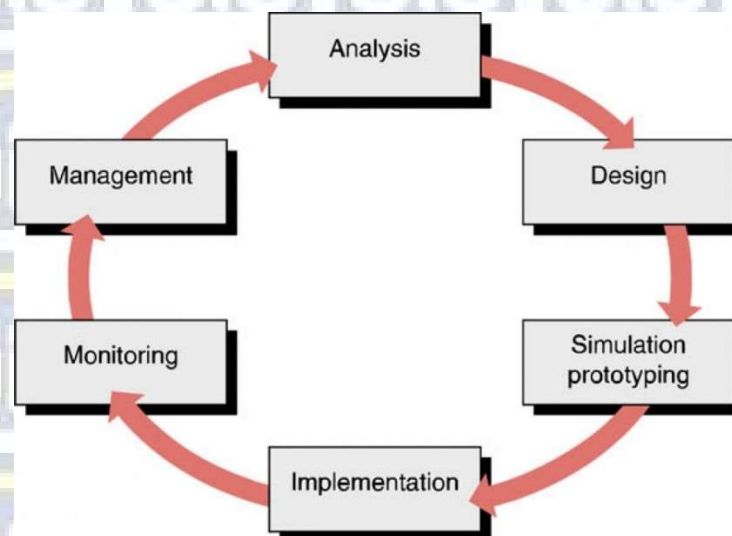 Analysis
Design
Simulation
prototyping
Implementation
Monitoring
Management